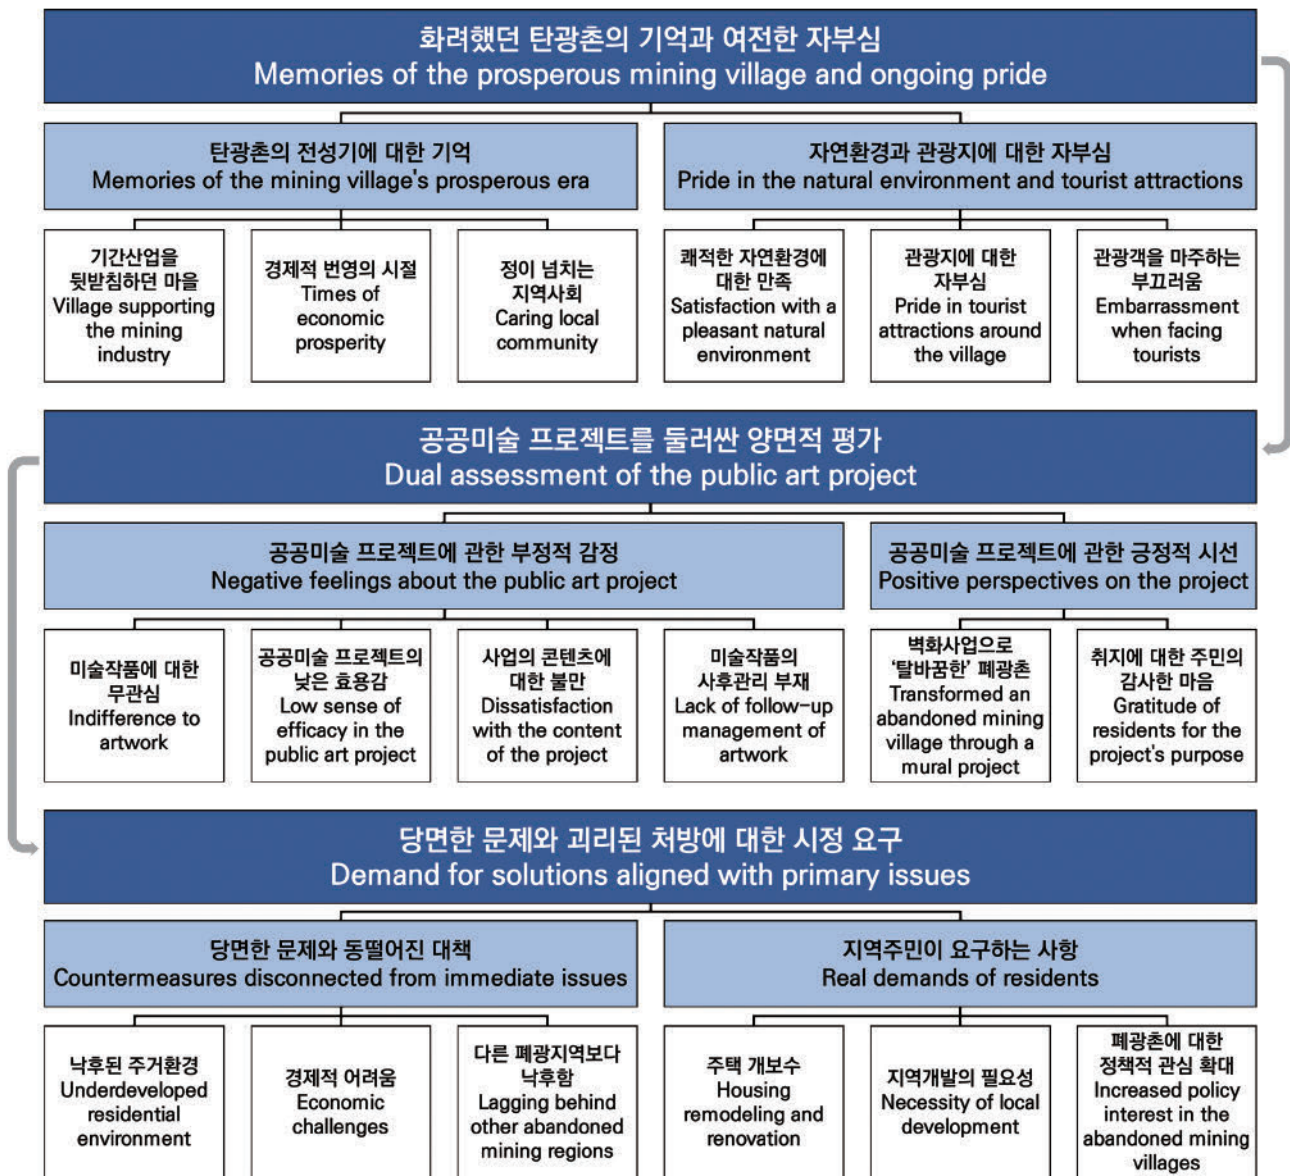 화려했던 탄광촌의 기억과 여전한 자부심
Memories of the prosperous mining village and ongoing pride
탄광촌의 전성기에 대한 기억
Memories of the mining village's prosperous era
자연환경과 관광지에 대한 자부심
Pride in the natural environment and tourist attractions
기간산업을
뒷받침하던 마을
Village supporting
the mining
industry
경제적 번영의 시절
Times of
economic
prosperity
정이 넘치는
지역사회
Caring local
community
쾌적한 자연환경에
대한 만족
Satisfaction with a
pleasant natural
environment
관광지에 대한
자부심
Pride in tourist
attractions around
the village
관광객을 마주하는
부끄러움
Embarrassment
when facing
tourists
공공미술 프로젝트를 둘러싼 양면적 평가
Dual assessment of the public art project
공공미술 프로젝트에 관한 부정적 감정
Negative feelings about the public art project
공공미술 프로젝트에 관한 긍정적 시선
Positive perspectives on the project
미술작품에 대한
무관심
Indifference to
artwork
공공미술 프로젝트의
낮은 효용감
Low sense of
efficacy in the
public art project
사업의 콘텐츠에
대한 불만
Dissatisfaction
with the content
of the project
미술작품의
사후관리 부재
Lack of follow-up
management of
artwork
벽화사업으로
‘탈바꿈한’ 폐광촌
Transformed an
abandoned mining
village through a
mural project
취지에 대한 주민의
감사한 마음
Gratitude of
residents for the
project's purpose
당면한 문제와 괴리된 처방에 대한 시정 요구
Demand for solutions aligned with primary issues
당면한 문제와 동떨어진 대책
Countermeasures disconnected from immediate issues
지역주민이 요구하는 사항
Real demands of residents
낙후된 주거환경
Underdeveloped
residential
environment
경제적 어려움
Economic
challenges
다른 폐광지역보다
낙후함
Lagging behind
other abandoned
mining regions
주택 개보수
Housing
remodeling and
renovation
지역개발의 필요성
Necessity of local
development
폐광촌에 대한
정책적 관심 확대
Increased policy
interest in the
abandoned mining
villages